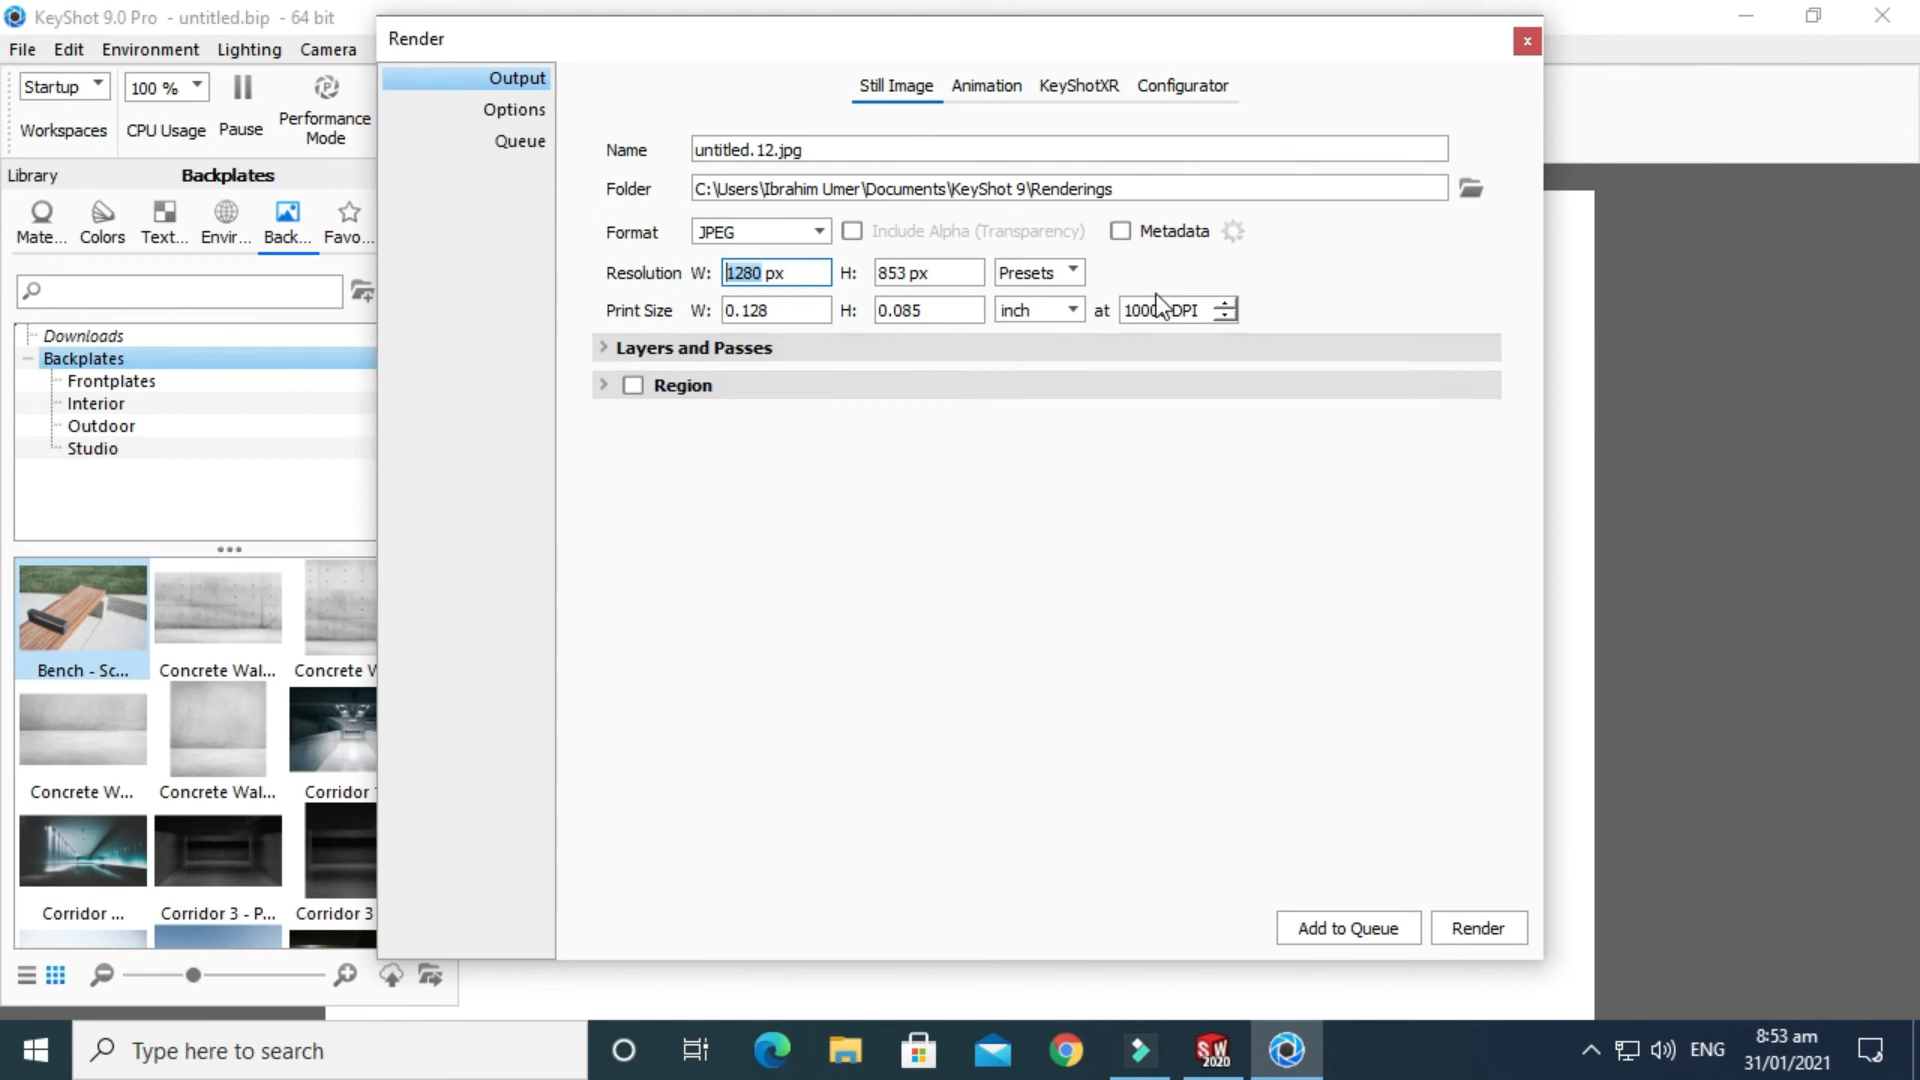 KeyShot 9.0 Pro - untitled.bip - 64 bit
File Edit Environment Lighting Camera
Startup
100 %
Workspaces
CPU Usage
Pause
Performance
Mode
Library
Backplates
Mate...
Colors
Text...
Envir...
Back...
Favo...
Downloads
Backplates
Frontplates
Interior
Outdoor
Studio
Bench - Sc...
Concrete Wal...
Concrete W
Concrete W...
Concrete Wal...
Corridor
Corridor ...
Corridor 3 - P...
Corridor 3
Render
Output
Options
Queue
Still Image Animation KeyShotXR Configurator
Name untitled.12.jpg
Folder C:\Users\Ibrahim Umer\Documents\KeyShot 9\Renderings
Format JPEG Include Alpha (Transparency) Metadata
Resolution W: 1280 px H: 853 px Presets
Print Size W: 0.128 H: 0.085 inch at DPI
Layers and Passes
Region
Add to Queue Render
Type here to search
SW
2020
ENG
8:53 am
31/01/2021